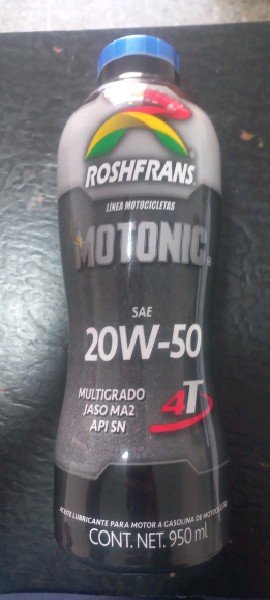 ROSHFRANS
LÍNEA MOTOCICLETAS
MOTONIC
SAE
20W-50
MULTIGRADO
JASO MA2
API SN
4T
ACEITE LUBRICANTE PARA MOTOR A GASOLINA DE MOTOCICLETAS
CONT. NET. 950 ml